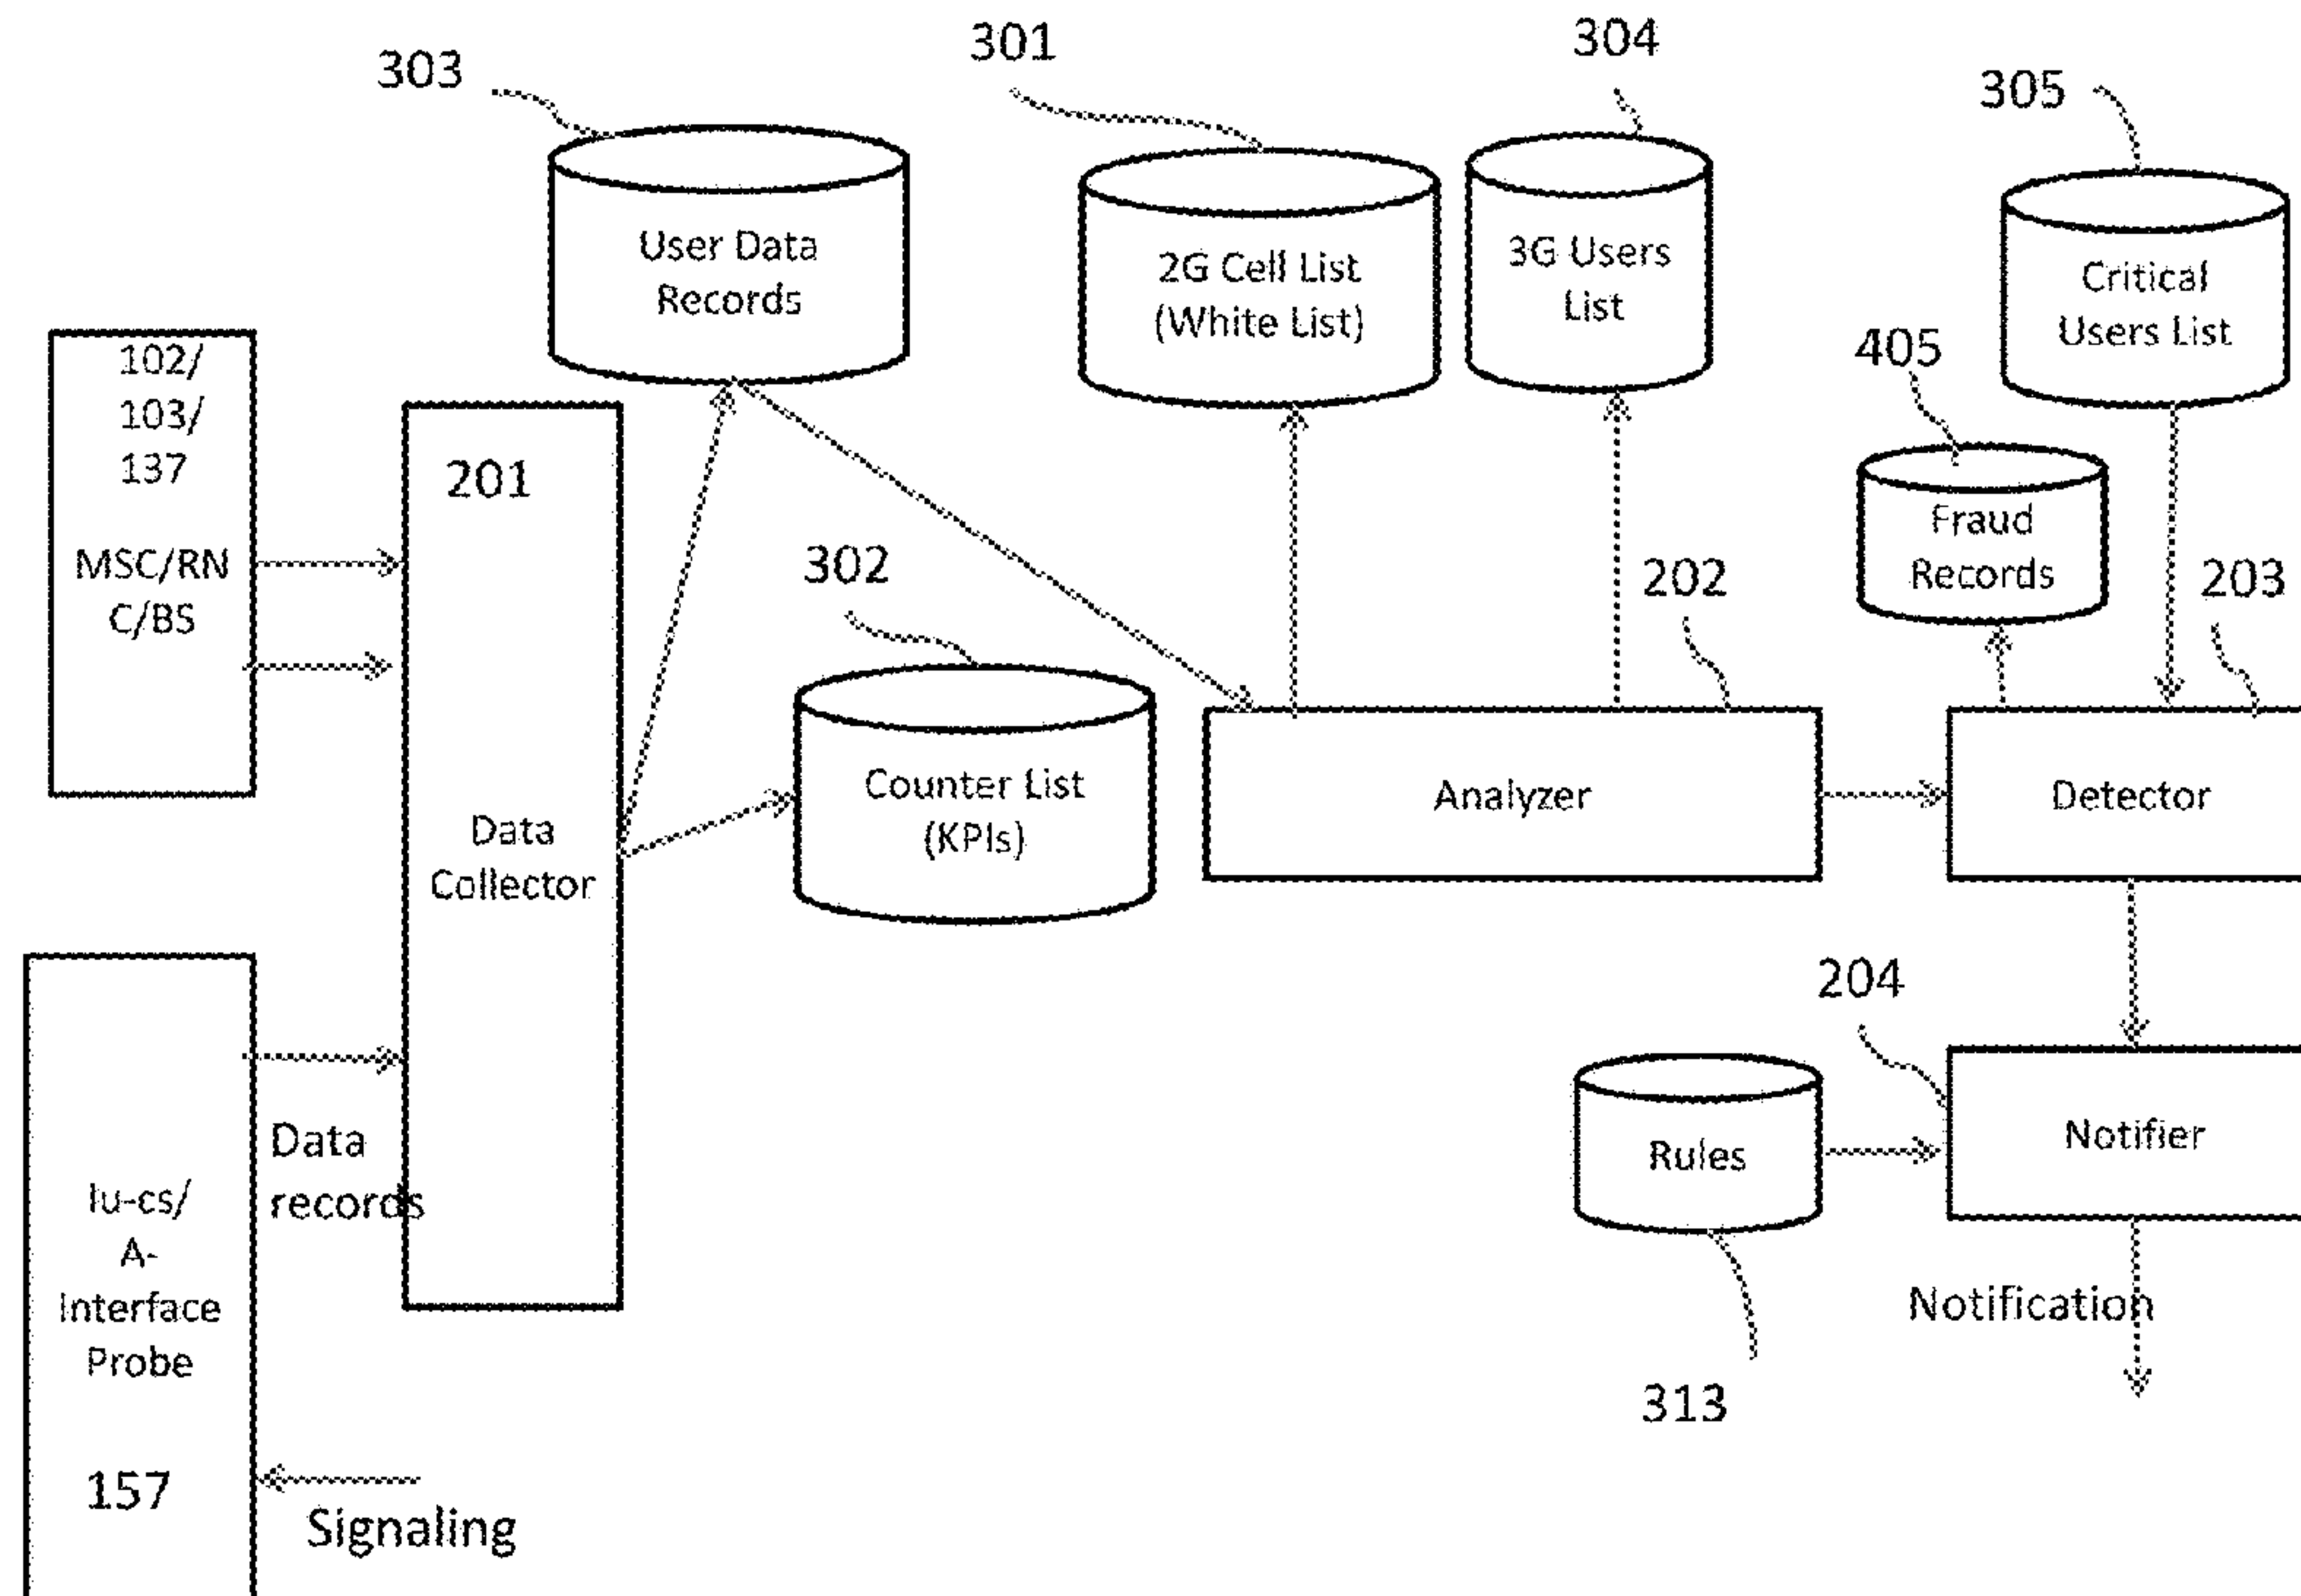 303
301
304
305
User Data
Records
2G Cell List
(White List)
3G Users
List
Critical
Users List
405
Fraud
Records
102/
103/
137
MSC/RN
C/BS
201
Data
Collector
302
Counter List
(KPIs)
202
Analyzer
203
Detector
204
Notifier
Rules
313
Notification
Data
records
Iu-cs/
A-
Interface
Probe
157
Signaling